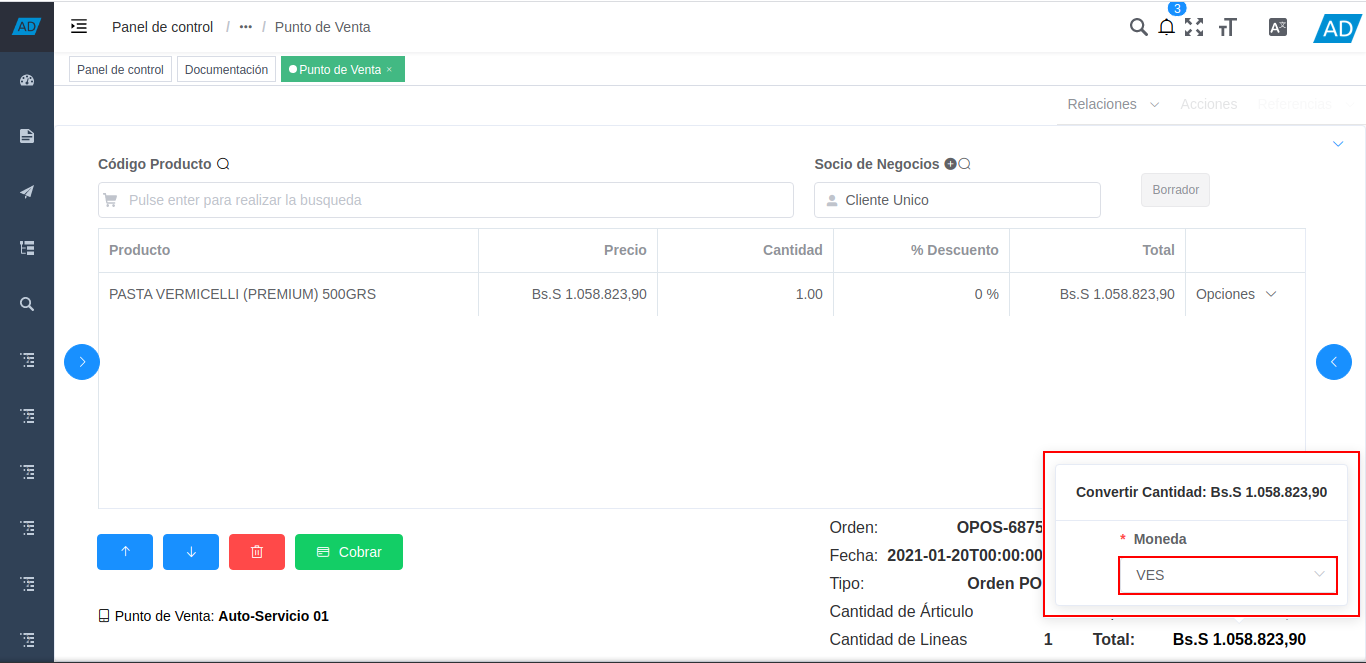 AD
Panel de control / ••• / Punto de Venta
3
AD
Panel de control
Documentación
Punto de Venta ×
Relaciones
Acciones
Referencias
Código Producto
Pulse enter para realizar la busqueda
Socio de Negocios
Cliente Unico
Borrador
Producto Precio Cantidad % Descuento Total
PASTA VERMICELLI (PREMIUM) 500GRS Bs.S 1.058.823,90 1.00 0 % Bs.S 1.058.823,90 Opciones
Convertir Cantidad: Bs.S 1.058.823,90
* Moneda
VES
Cobrar
Punto de Venta: Auto-Servicio 01
Orden: OPOS-6875
Fecha: 2021-01-20T00:00:00
Tipo: Orden PO
Cantidad de Árticulo
Cantidad de Lineas 1 Total: Bs.S 1.058.823,90